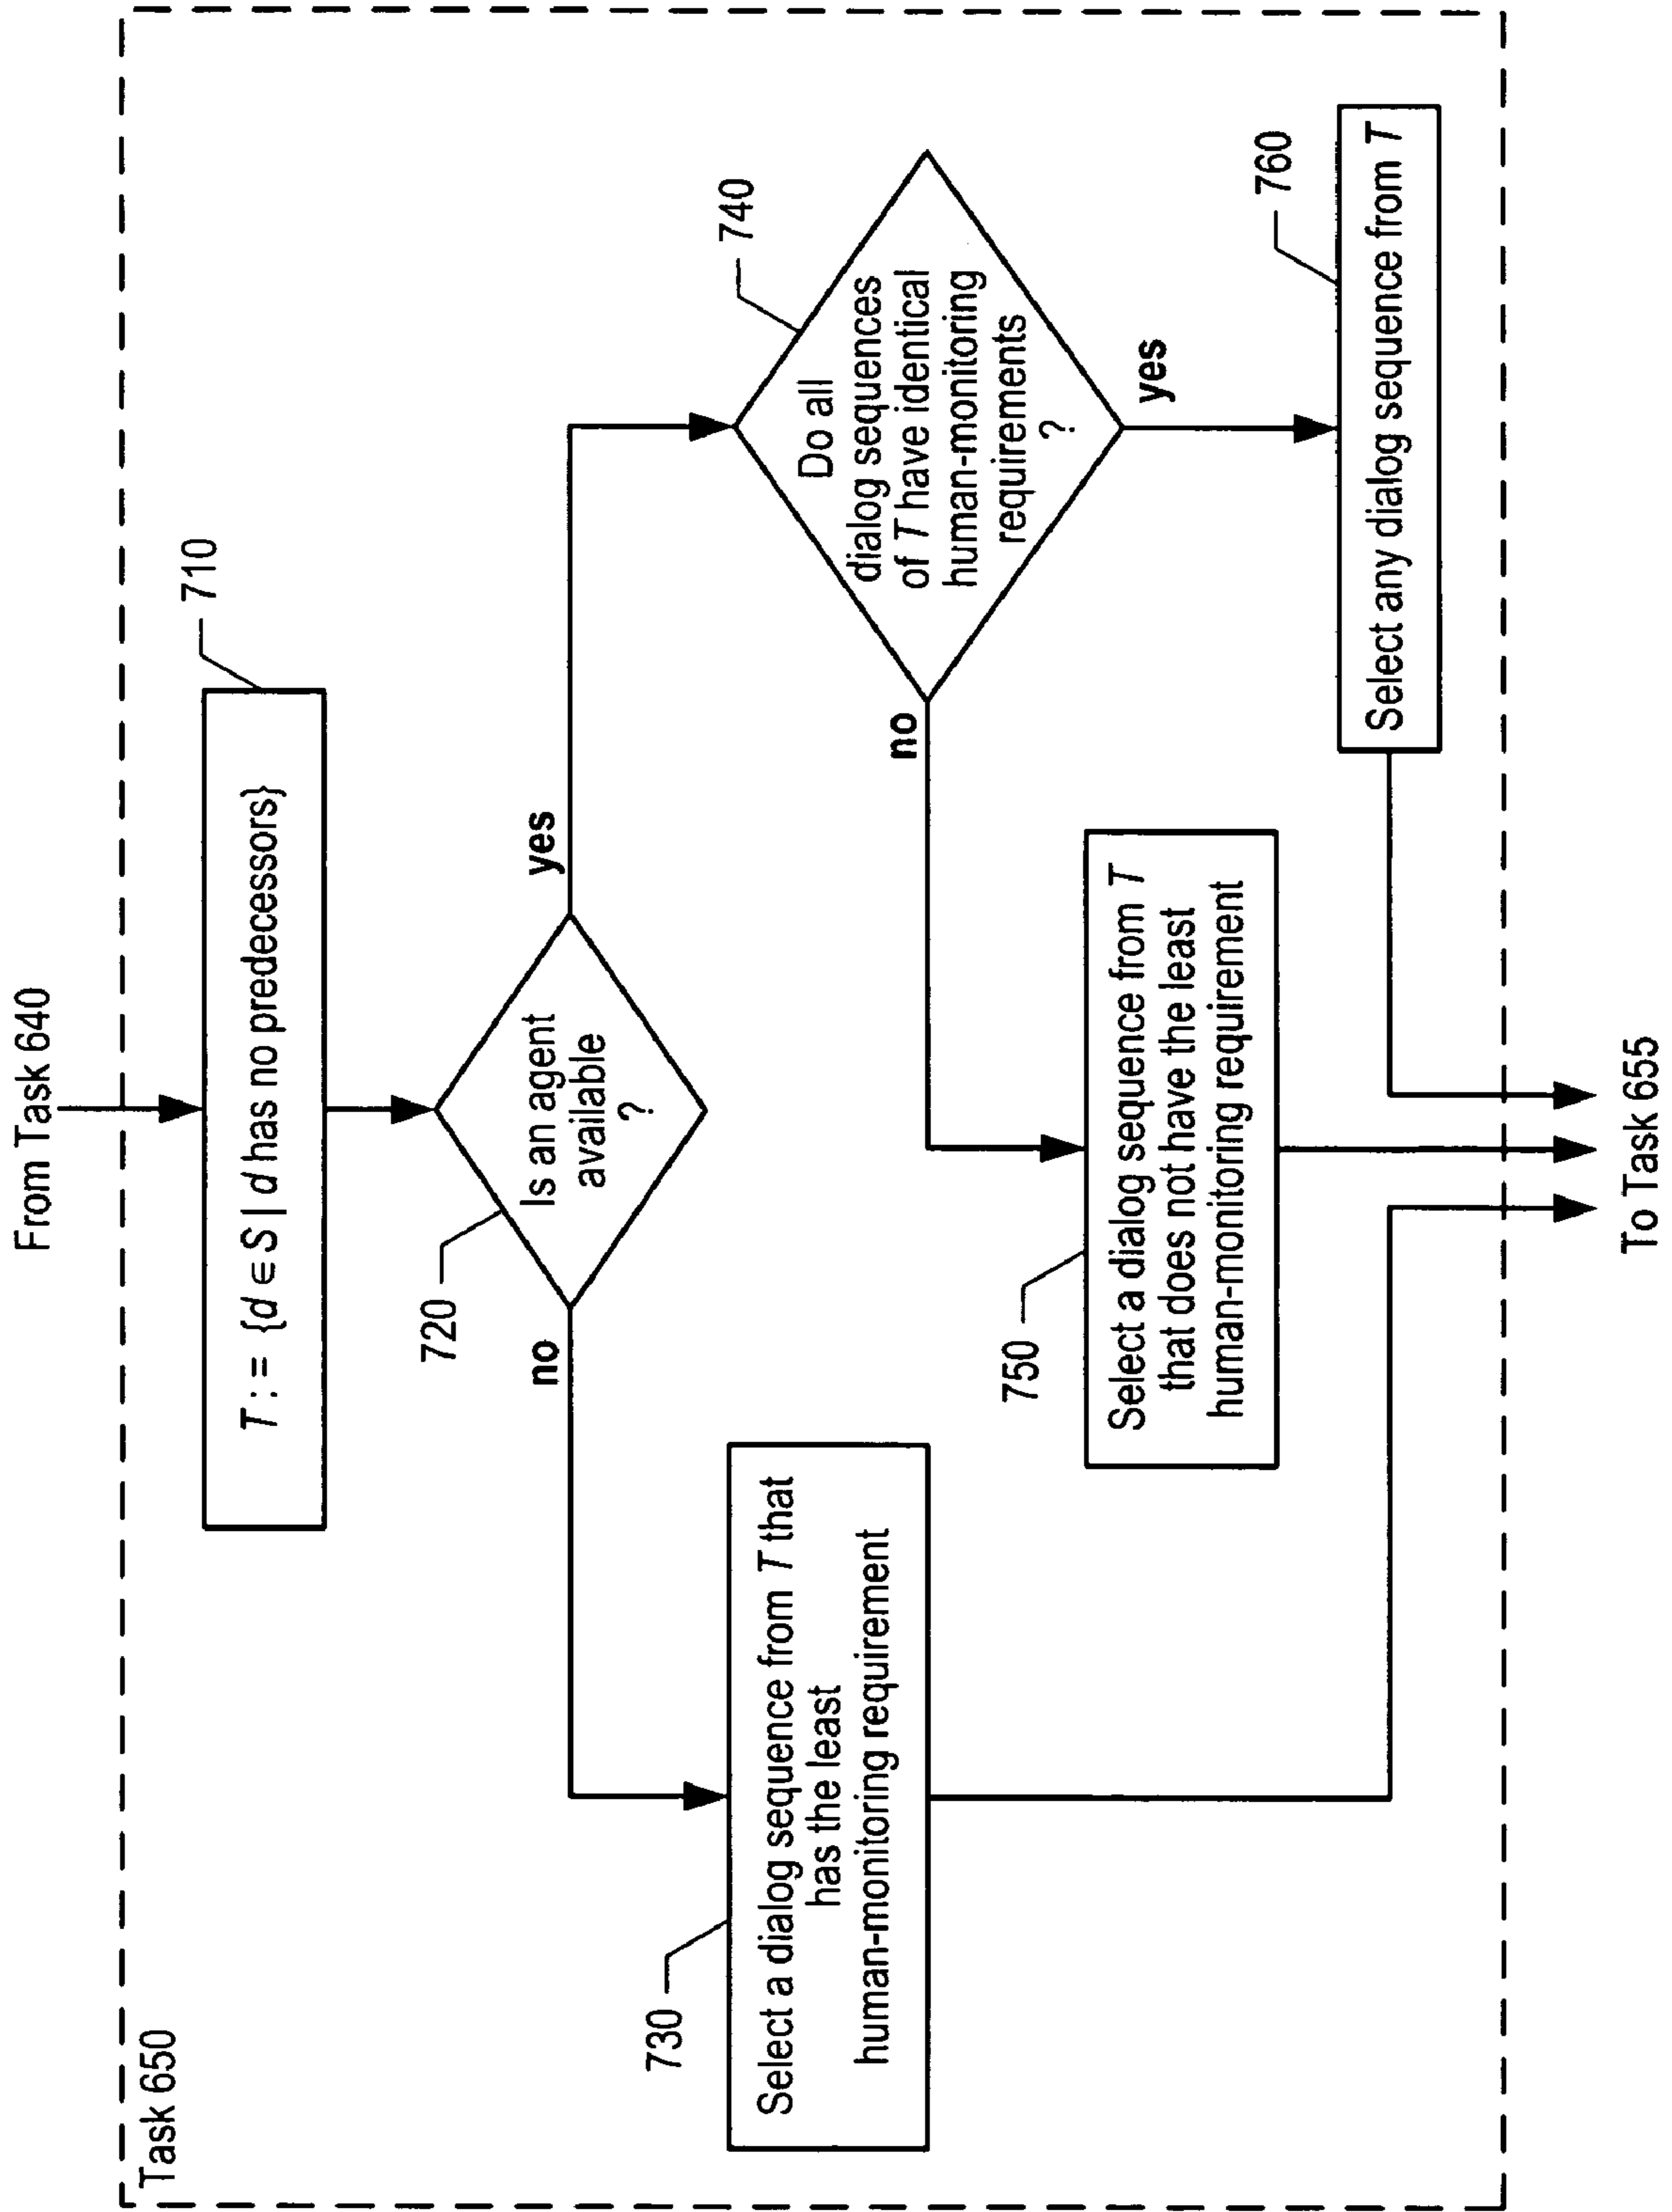 From Task 640
Task 650
710
T : = {d ∈ S | d has no predecessors}
720
Is an agent
available
?
no
yes
730
Select a dialog sequence from T that
has the least
human-monitoring requirement
740
Do all
dialog sequences
of T have identical
human-monitoring
requirements
?
no
yes
750
Select a dialog sequence from T
that does not have the least
human-monitoring requirement
760
Select any dialog sequence from T
To Task 655